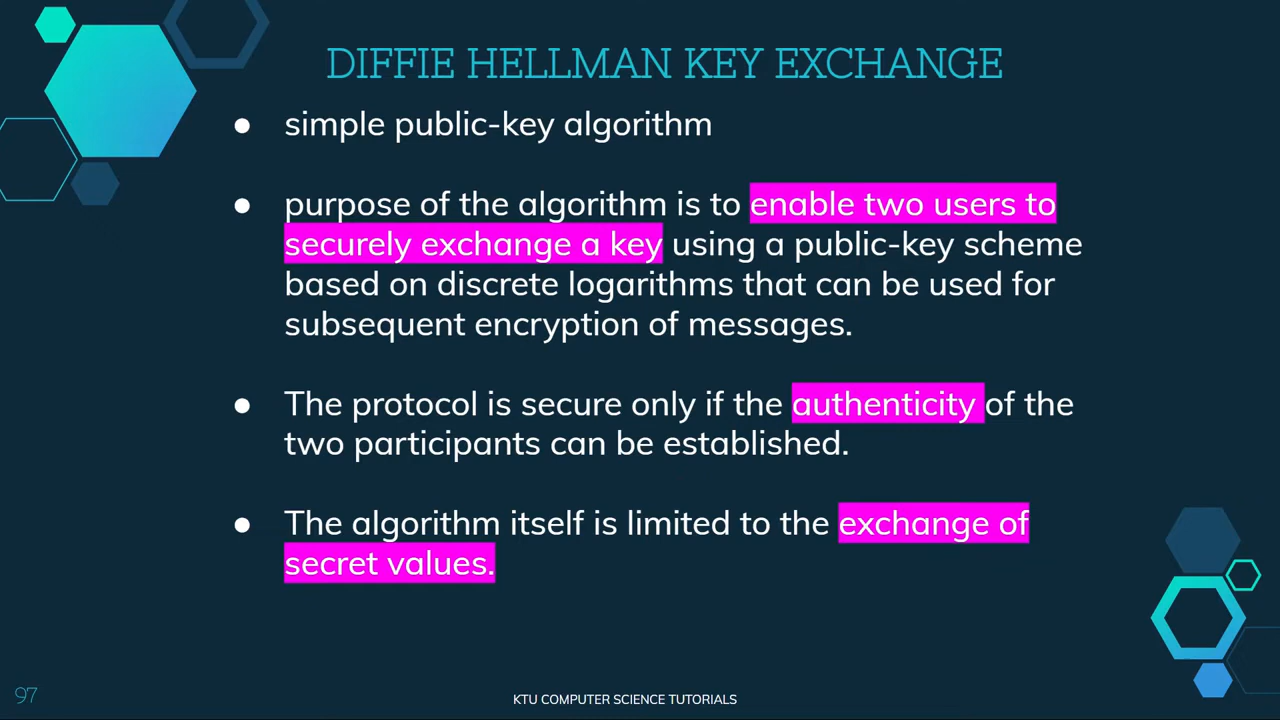 DIFFIE HELLMAN KEY EXCHANGE
● simple public-key algorithm
● purpose of the algorithm is to enable two users to
securely exchange a key using a public-key scheme
based on discrete logarithms that can be used for
subsequent encryption of messages.
● The protocol is secure only if the authenticity of the
two participants can be established.
● The algorithm itself is limited to the exchange of
secret values.
97
KTU COMPUTER SCIENCE TUTORIALS